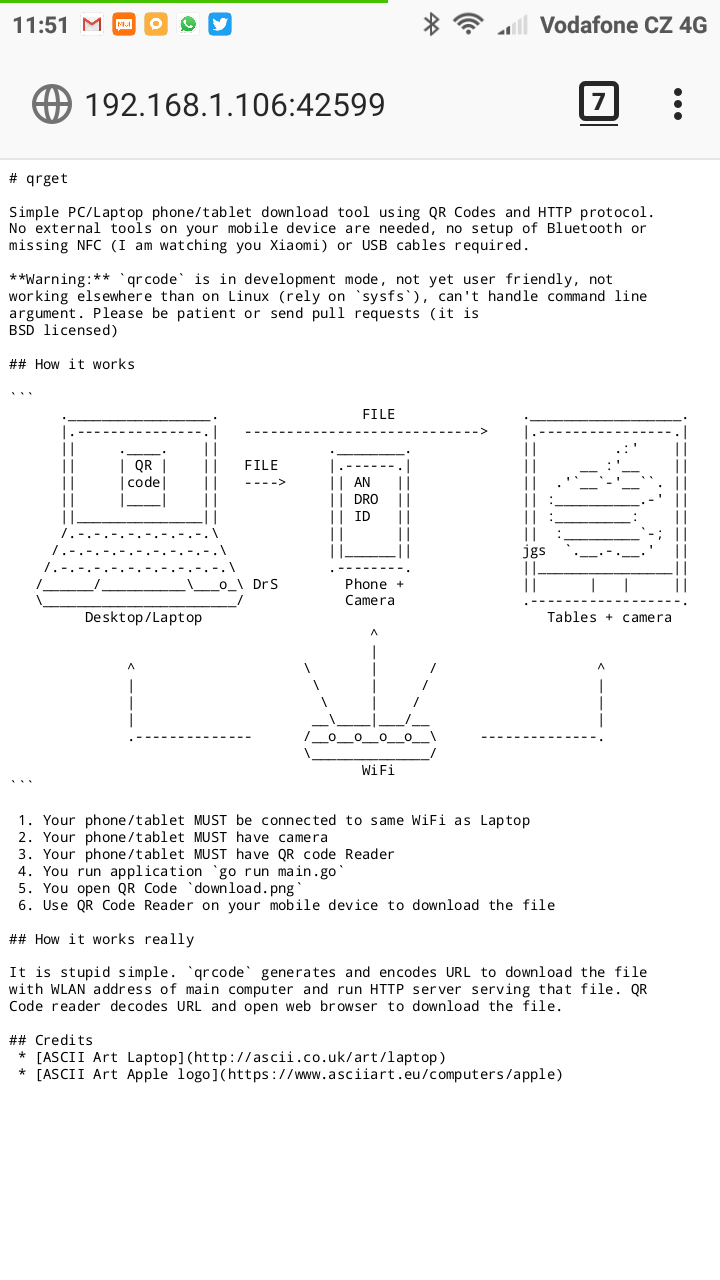 11:51 Vodafone CZ 4G
192.168.1.106:42599 7
# qrget
Simple PC/Laptop phone/tablet download tool using QR Codes and HTTP protocol.
No external tools on your mobile device are needed, no setup of Bluetooth or
missing NFC (I am watching you Xiaomi) or USB cables required.
**Warning:** `qrcode` is in development mode, not yet user friendly, not
working elsewhere than on Linux (rely on `sysfs`), can't handle command line
argument. Please be patient or send pull requests (it is
BSD licensed)
## How it works
```
FILE
QR FILE
code ----> AN
DRO
ID
jgs
DrS Phone +
Camera
Desktop/Laptop Tables + camera
WiFi
```
1. Your phone/tablet MUST be connected to same WiFi as Laptop
2. Your phone/tablet MUST have camera
3. Your phone/tablet MUST have QR code Reader
4. You run application `go run main.go`
5. You open QR Code `download.png`
6. Use QR Code Reader on your mobile device to download the file
## How it works really
It is stupid simple. `qrcode` generates and encodes URL to download the file
with WLAN address of main computer and run HTTP server serving that file. QR
Code reader decodes URL and open web browser to download the file.
## Credits
* [ASCII Art Laptop](http://ascii.co.uk/art/laptop)
* [ASCII Art Apple logo](https://www.asciiart.eu/computers/apple)